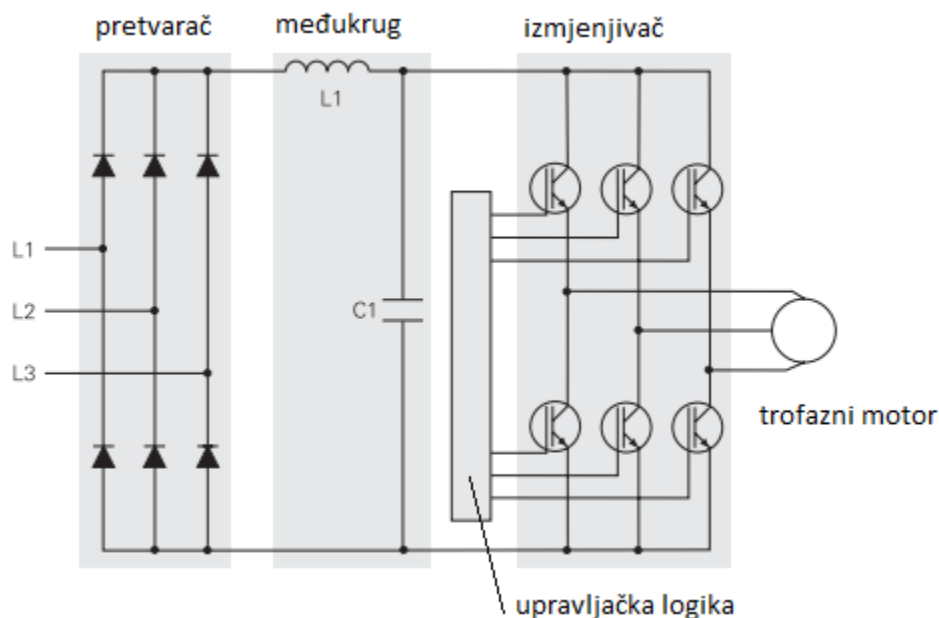 pretvarač
međukrug
izmjenjivač
L1
L1
L2
C1
L3
trofazni motor
upravljačka logika